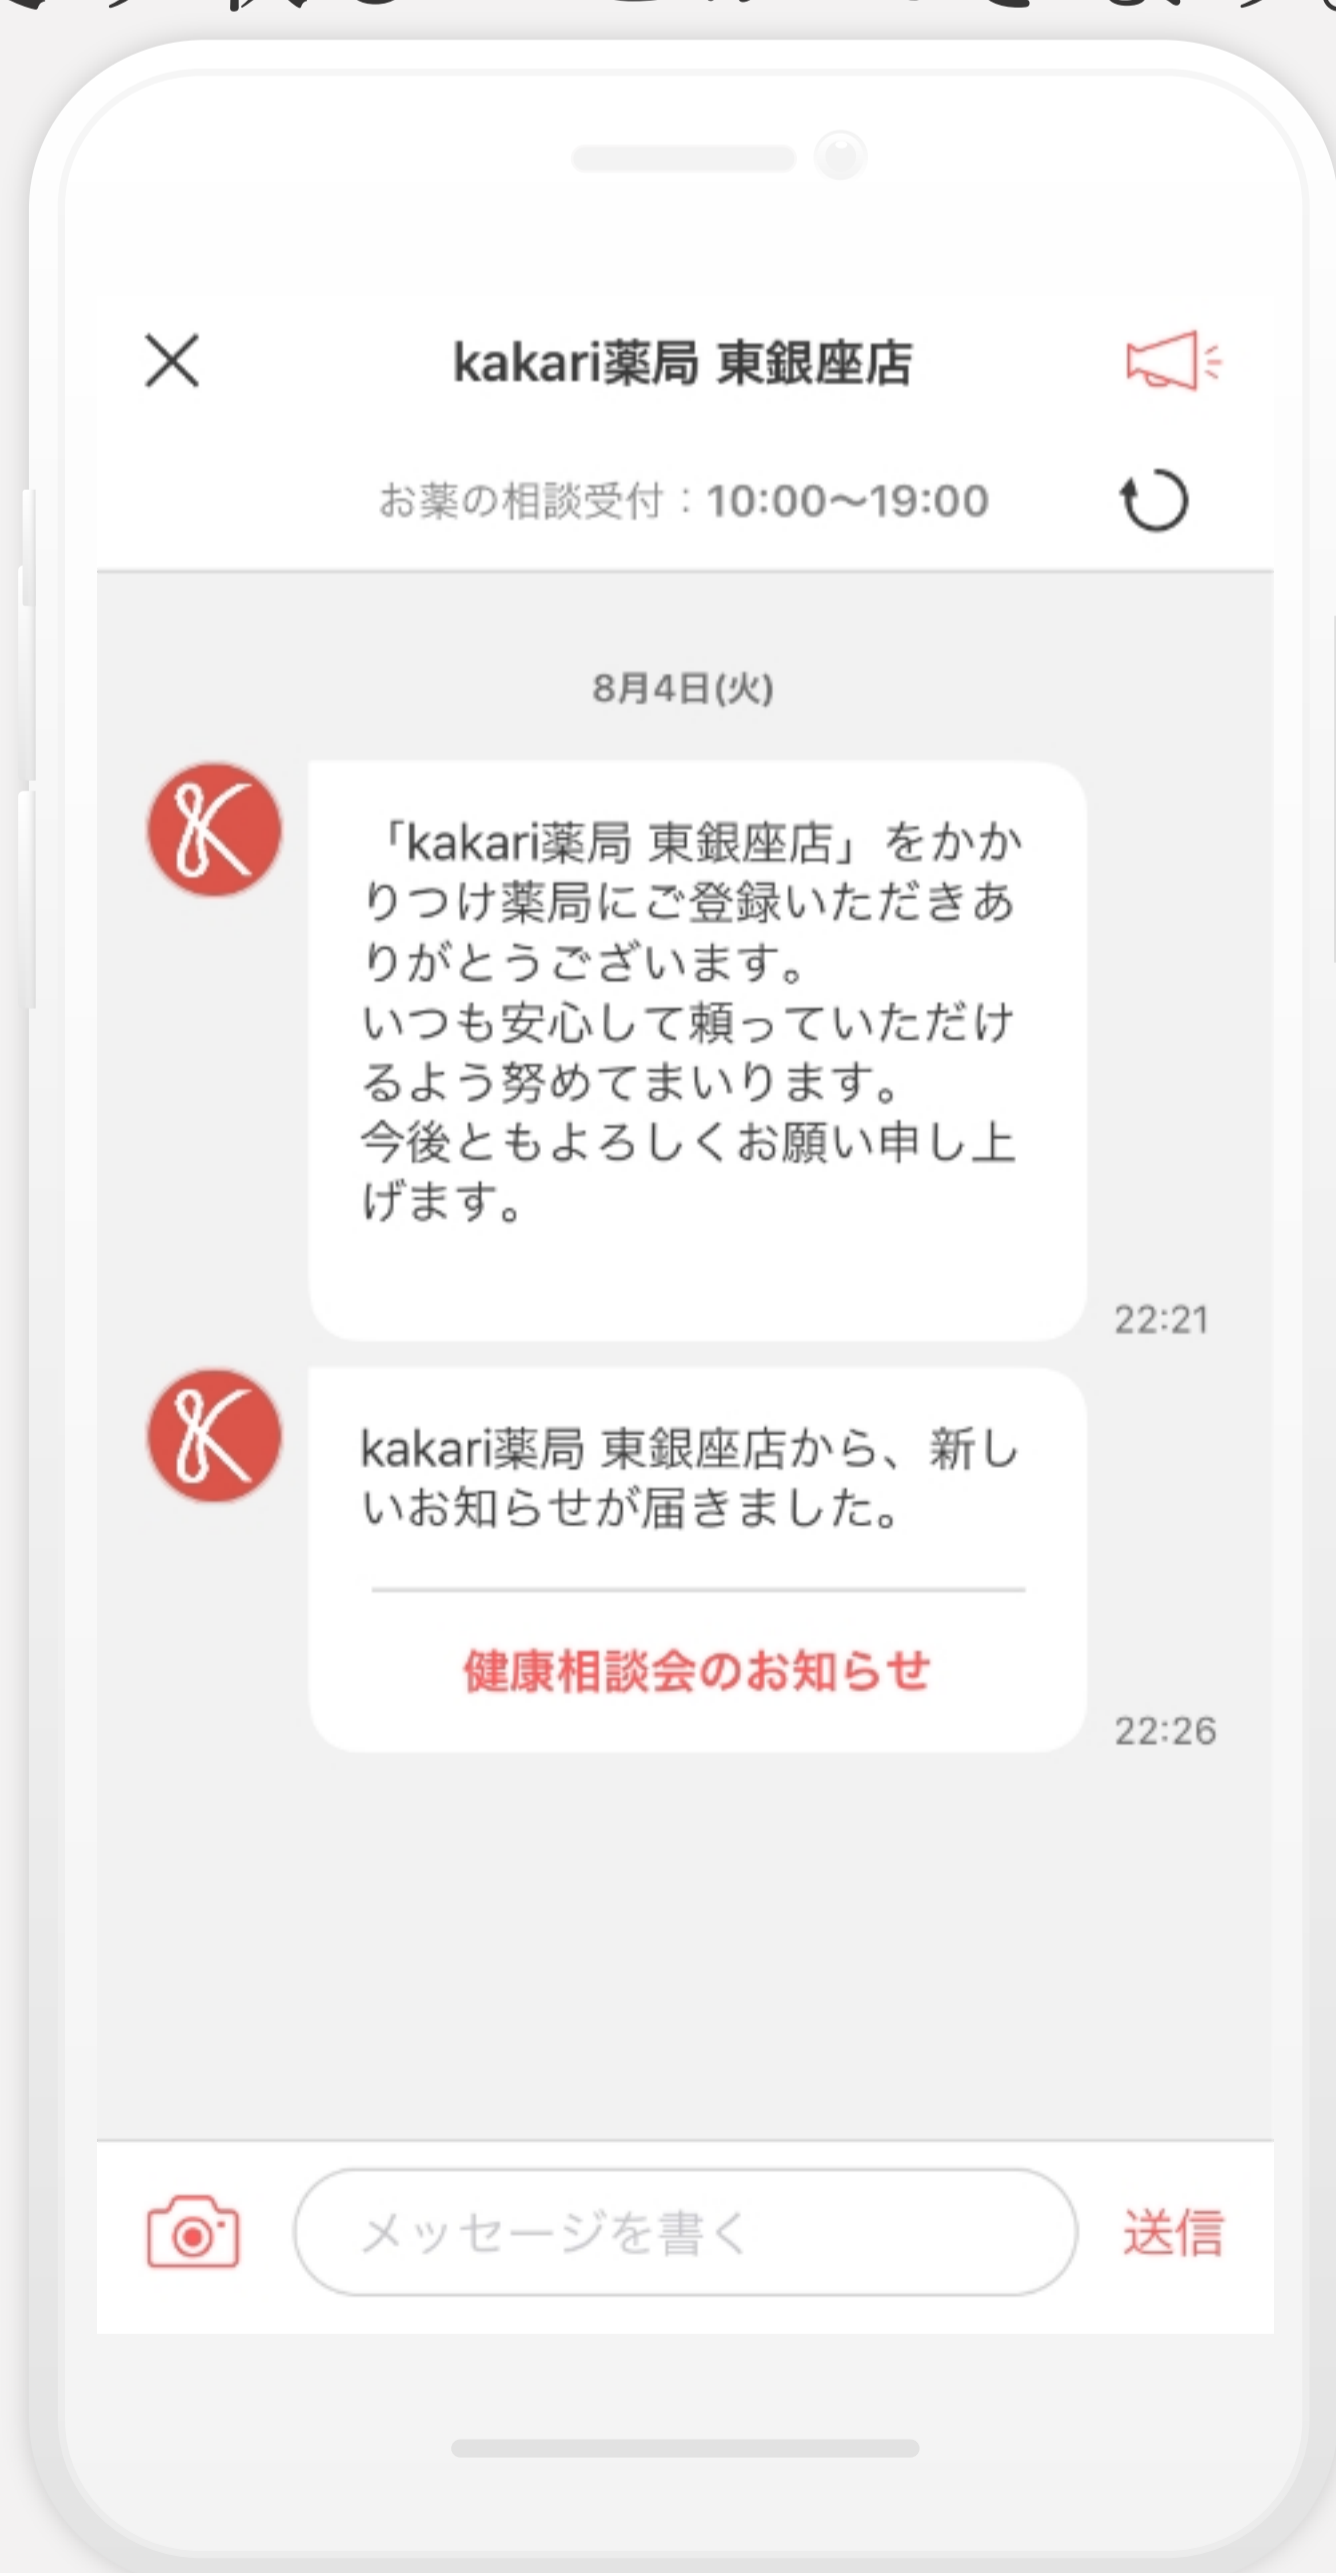 kakari薬局 東銀座店
お薬の相談受付：10:00〜19:00
8月4日(火)
「kakari薬局 東銀座店」をかか
りつけ薬局にご登録いただきあ
りがとうございます。
いつも安心して頼っていただけ
るよう努めてまいります。
今後ともよろしくお願い申し上
げます。
22:21
kakari薬局 東銀座店から、新し
いお知らせが届きました。
健康相談会のお知らせ
22:26
メッセージを書く
送信